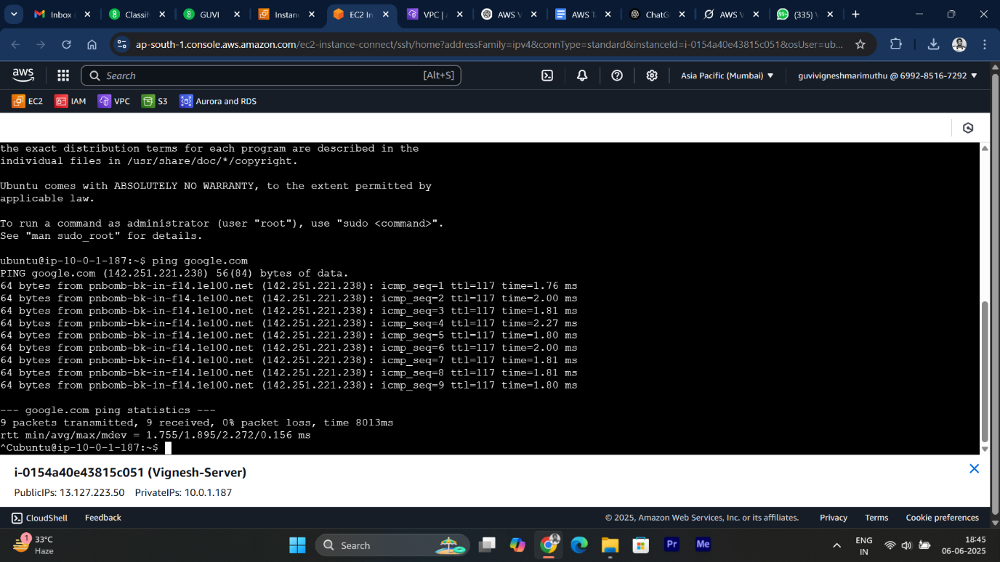 Inbox
Classif
GUVI
Instan
EC2 In
VPC |
AWS V
AWS T
ChatG
AWS V
99+
(335)
ap-south-1.console.aws.amazon.com/ec2-instance-connect/ssh/home?addressFamily=ipv4&connType=standard&instanceId=i-0154a40e43815c051&osUser=ub...
aws
Search
[Alt+S]
Asia Pacific (Mumbai)
guvivigneshmarimuthu @ 6992-8516-7292
EC2
IAM
VPC
S3
Aurora and RDS
the exact distribution terms for each program are described in the
individual files in /usr/share/doc/*/copyright.
Ubuntu comes with ABSOLUTELY NO WARRANTY, to the extent permitted by
applicable law.
To run a command as administrator (user "root"), use "sudo <command>".
See "man sudo_root" for details.
ubuntu@ip-10-0-1-187:~$ ping google.com
PING google.com (142.251.221.238) 56(84) bytes of data.
64 bytes from pnbomb-bk-in-f14.1e100.net (142.251.221.238): icmp_seq=1 ttl=117 time=1.76 ms
64 bytes from pnbomb-bk-in-f14.1e100.net (142.251.221.238): icmp_seq=2 ttl=117 time=2.00 ms
64 bytes from pnbomb-bk-in-f14.1e100.net (142.251.221.238): icmp_seq=3 ttl=117 time=1.81 ms
64 bytes from pnbomb-bk-in-f14.1e100.net (142.251.221.238): icmp_seq=4 ttl=117 time=2.27 ms
64 bytes from pnbomb-bk-in-f14.1e100.net (142.251.221.238): icmp_seq=5 ttl=117 time=1.80 ms
64 bytes from pnbomb-bk-in-f14.1e100.net (142.251.221.238): icmp_seq=6 ttl=117 time=2.00 ms
64 bytes from pnbomb-bk-in-f14.1e100.net (142.251.221.238): icmp_seq=7 ttl=117 time=1.81 ms
64 bytes from pnbomb-bk-in-f14.1e100.net (142.251.221.238): icmp_seq=8 ttl=117 time=1.81 ms
64 bytes from pnbomb-bk-in-f14.1e100.net (142.251.221.238): icmp_seq=9 ttl=117 time=1.80 ms
--- google.com ping statistics ---
9 packets transmitted, 9 received, 0% packet loss, time 8013ms
rtt min/avg/max/mdev = 1.755/1.895/2.272/0.156 ms
^Cubuntu@ip-10-0-1-187:~$
i-0154a40e43815c051 (Vignesh-Server)
PublicIPs: 13.127.223.50 PrivateIPs: 10.0.1.187
CloudShell
Feedback
© 2025, Amazon Web Services, Inc. or its affiliates.
Privacy
Terms
Cookie preferences
1
33°C
Haze
Search
Pr
Me
ENG
IN
18:45
06-06-2025